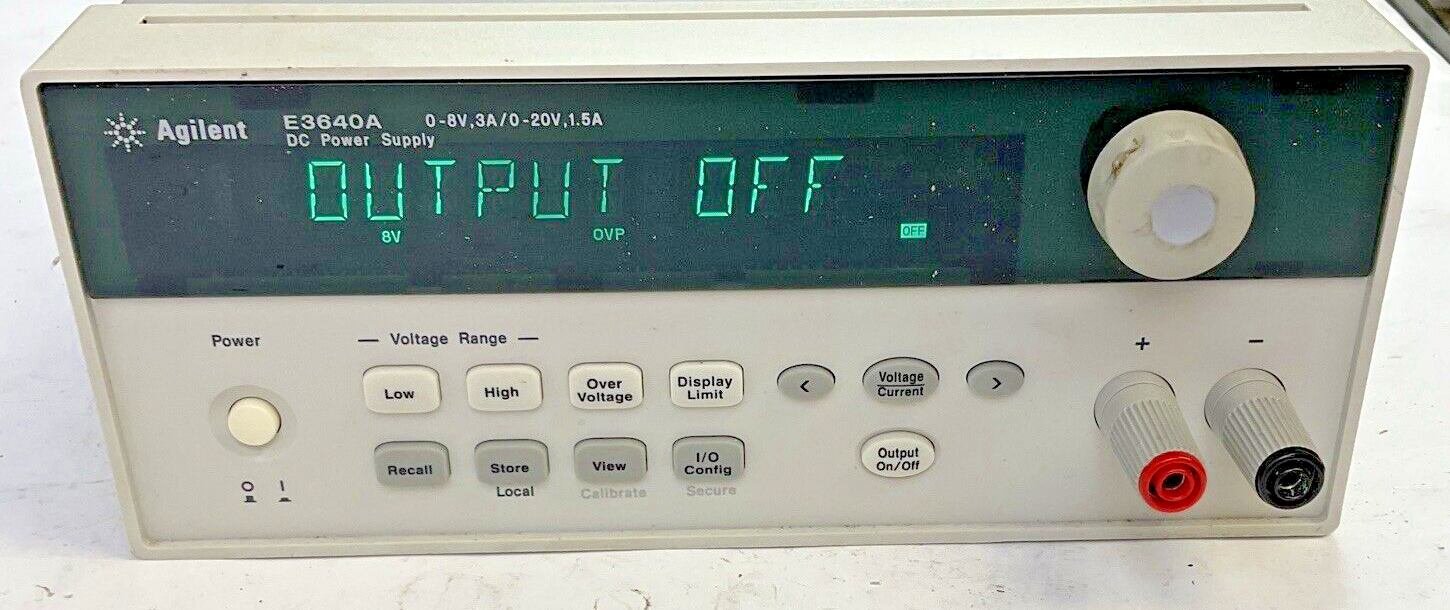 Agilent
E3640A 0-8V,3A/0-20V,1.5A
DC Power Supply
OUTPUT OFF
8V OVP OFF
Power
Voltage Range
+ −
Low High Over Voltage Display Limit < Voltage Current >
Recall Store View I/O Config Output On/Off
Local Calibrate Secure
O I